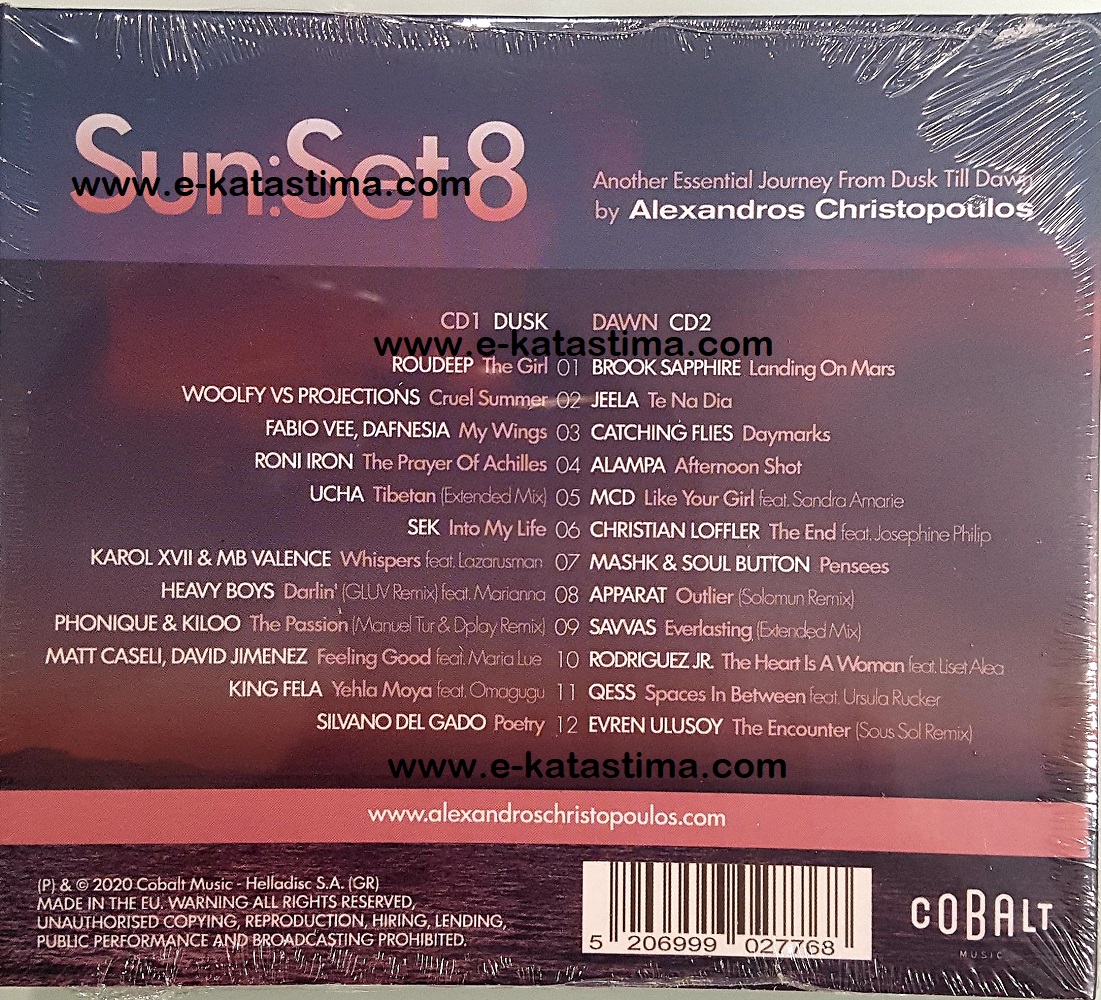 Sun:Set 8
www.e-katastima.com
Another Essential Journey From Dusk Till Dawn
by Alexandros Christopoulos
CD1 DUSK DAWN CD2
www.e-katastima.com
ROUDEEP The Girl 01 BROOK SAPPHIRE Landing On Mars
WOOLFY VS PROJECTIONS Cruel Summer 02 JEELA Te Na Dia
FABIO VEE, DAFNESIA My Wings 03 CATCHING FLIES Daymarks
RONI IRON The Prayer Of Achilles 04 ALAMPA Afternoon Shot
UCHA Tibetan (Extended Mix) 05 MCD Like Your Girl feat. Sandra Amarie
SEK Into My Life 06 CHRISTIAN LOFFLER The End feat. Josephine Philip
KAROL XVII & MB VALENCE Whispers feat. Lazarusman 07 MASHK & SOUL BUTTON Pensees
HEAVY BOYS Darlin' (GLUV Remix) feat. Marianna 08 APPARAT Outlier (Solomun Remix)
PHONIQUE & KILOO The Passion (Manuel Tur & Dplay Remix) 09 SAVVAS Everlasting (Extended Mix)
MATT CASELI, DAVID JIMENEZ Feeling Good feat. Maria Lue 10 RODRIGUEZ JR. The Heart Is A Woman feat. Liset Alea
KING FELA Yehla Moya feat. Omagugu 11 QESS Spaces In Between feat. Ursula Rucker
SILVANO DEL GADO Poetry 12 EVREN ULUSOY The Encounter (Sous Sol Remix)
www.e-katastima.com
www.alexandroschristopoulos.com
(P) & © 2020 Cobalt Music - Helladisc S.A. (GR)
MADE IN THE EU. WARNING ALL RIGHTS RESERVED,
UNAUTHORISED COPYING, REPRODUCTION, HIRING, LENDING,
PUBLIC PERFORMANCE AND BROADCASTING PROHIBITED.
5 206999 027768
COBALT
MUSIC